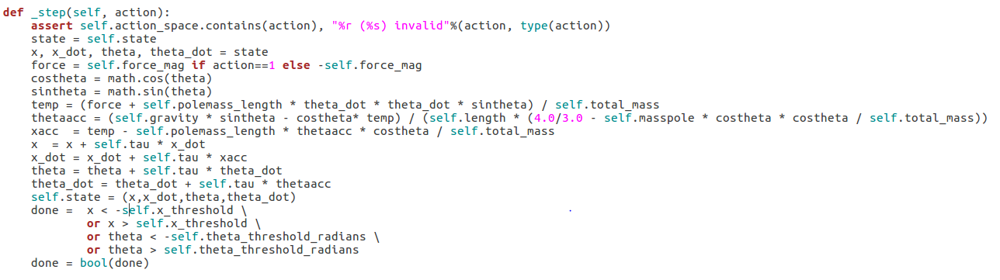 def _step(self, action):
    assert self.action_space.contains(action), "%r (%s) invalid"%(action, type(action))
    state = self.state
    x, x_dot, theta, theta_dot = state
    force = self.force_mag if action==1 else -self.force_mag
    costheta = math.cos(theta)
    sintheta = math.sin(theta)
    temp = (force + self.polemass_length * theta_dot * theta_dot * sintheta) / self.total_mass
    thetaacc = (self.gravity * sintheta - costheta* temp) / (self.length * (4.0/3.0 - self.masspole * costheta * costheta / self.total_mass))
    xacc  = temp - self.polemass_length * thetaacc * costheta / self.total_mass
    x  = x + self.tau * x_dot
    x_dot = x_dot + self.tau * xacc
    theta = theta + self.tau * theta_dot
    theta_dot = theta_dot + self.tau * thetaacc
    self.state = (x,x_dot,theta,theta_dot)
    done =  x < -self.x_threshold \
            or x > self.x_threshold \
            or theta < -self.theta_threshold_radians \
            or theta > self.theta_threshold_radians
    done = bool(done)